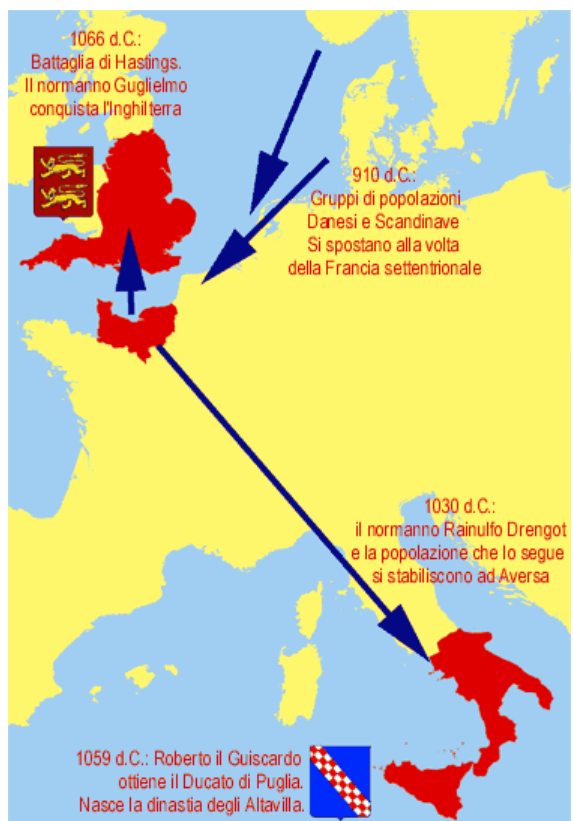 1066 d.C.:
Battaglia di Hastings.
Il normanno Guglielmo
conquista l'Inghilterra
910 d.C.:
Gruppi di popolazioni
Danesi e Scandinave
Si spostano alla volta
della Francia settentrionale
1030 d.C.:
il normanno Rainulfo Drengot
e la popolazione che lo segue
si stabiliscono ad Aversa
1059 d.C.: Roberto il Guiscardo
ottiene il Ducato di Puglia.
Nasce la dinastia degli Altavilla.